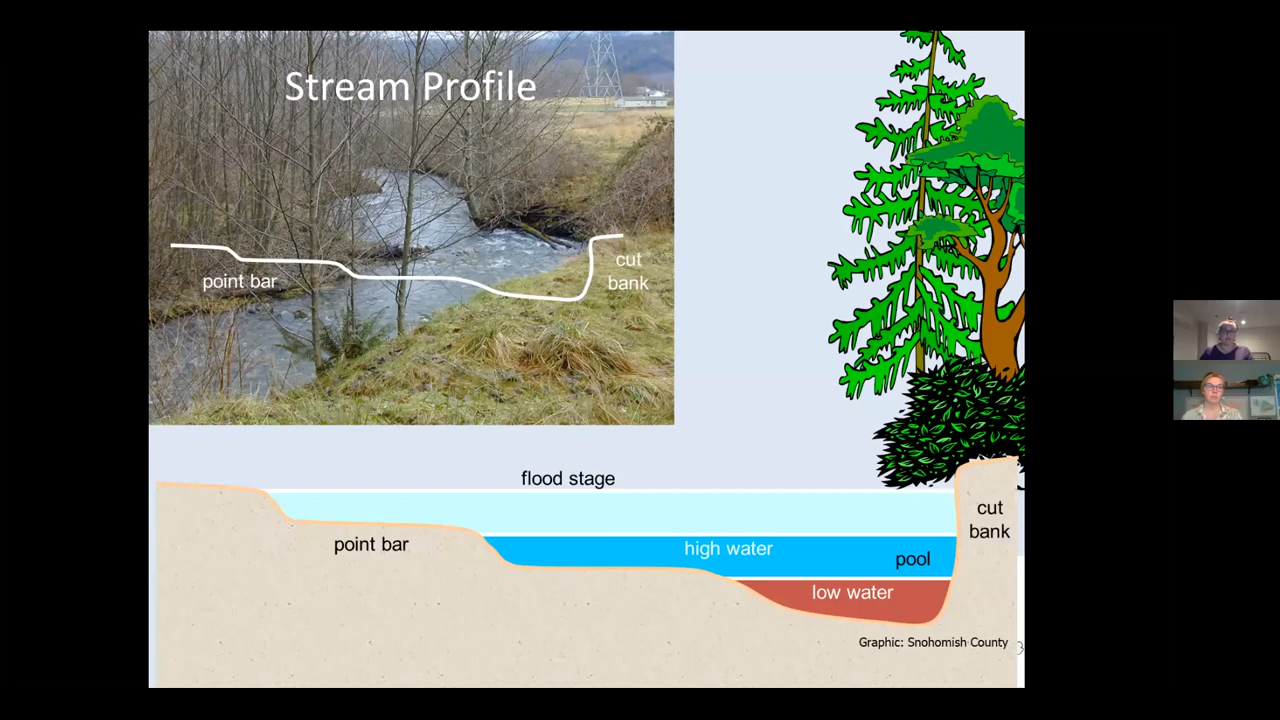 Stream Profile
point bar
cut
bank
flood stage
point bar
high water
pool
low water
cut
bank
Graphic: Snohomish County